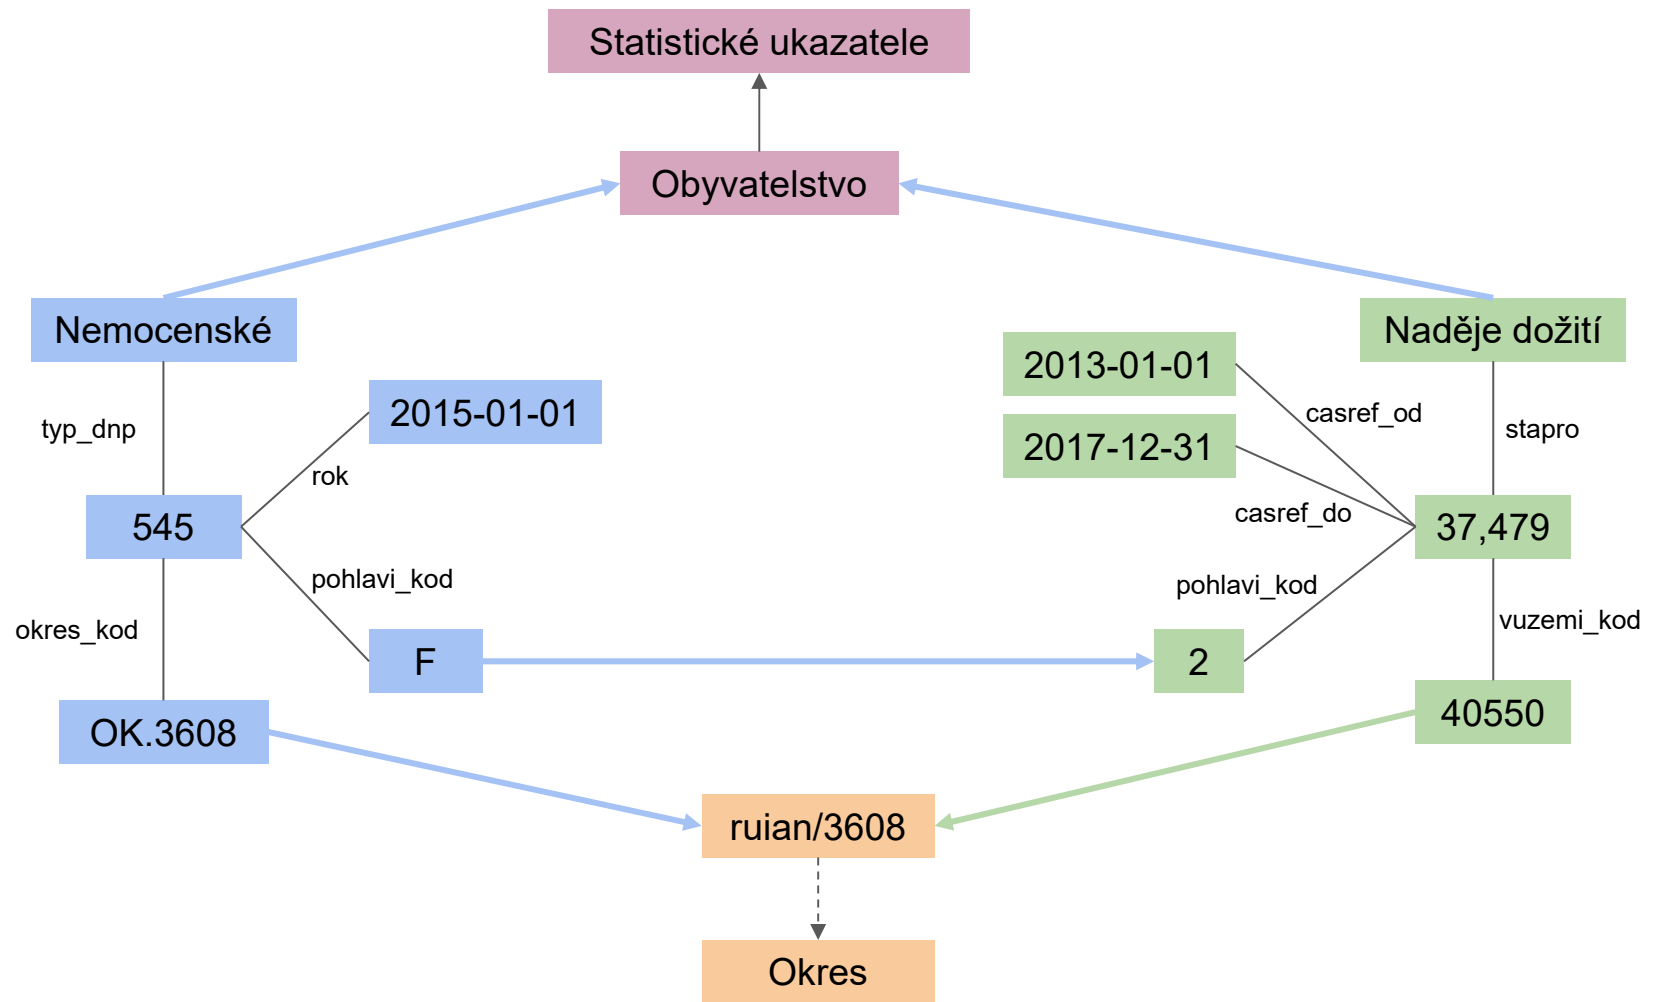 Statistické ukazatele
Obyvatelstvo
Nemocenské
Naděje dožití
2013-01-01
2015-01-01
casref_od
typ_dnp
stapro
2017-12-31
rok
casref_do
545
37,479
pohlavi_kod
pohlavi_kod
okres_kod
vuzemi_kod
F
2
OK.3608
40550
ruian/3608
Okres